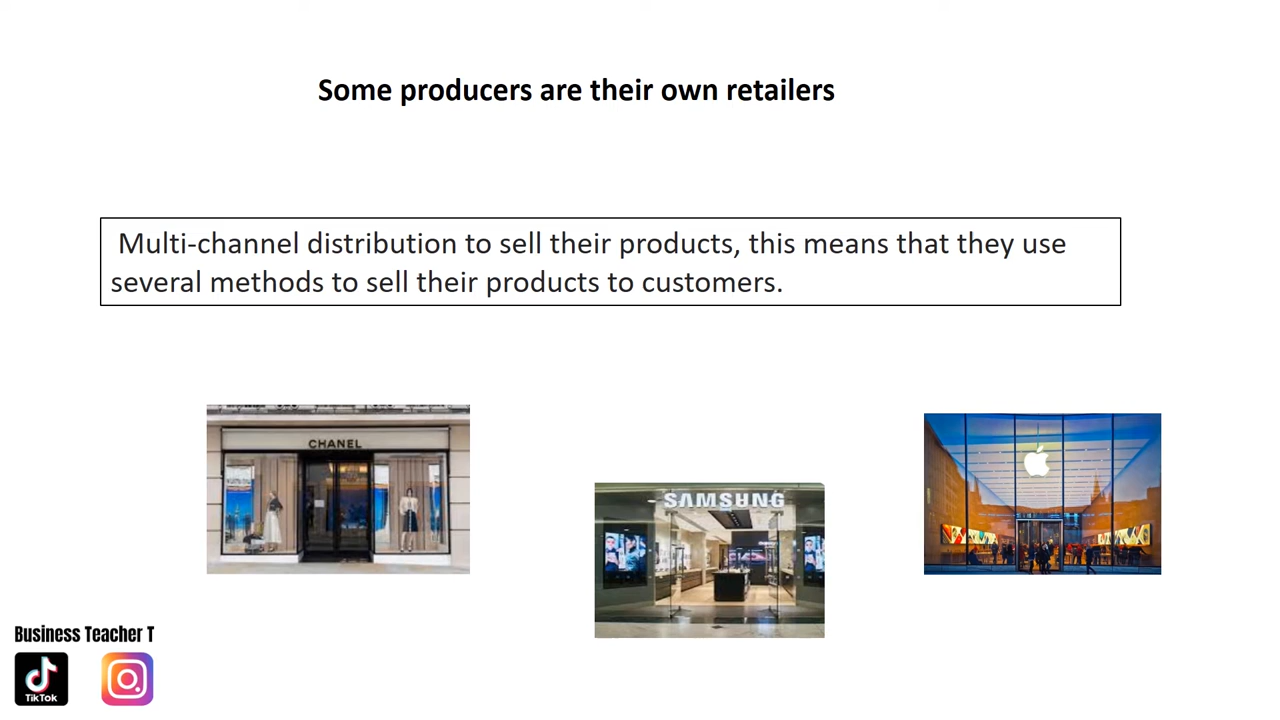 Some producers are their own retailers
Multi-channel distribution to sell their products, this means that they use
several methods to sell their products to customers.
CHANEL
SAMSUNG
Business Teacher T
TikTok